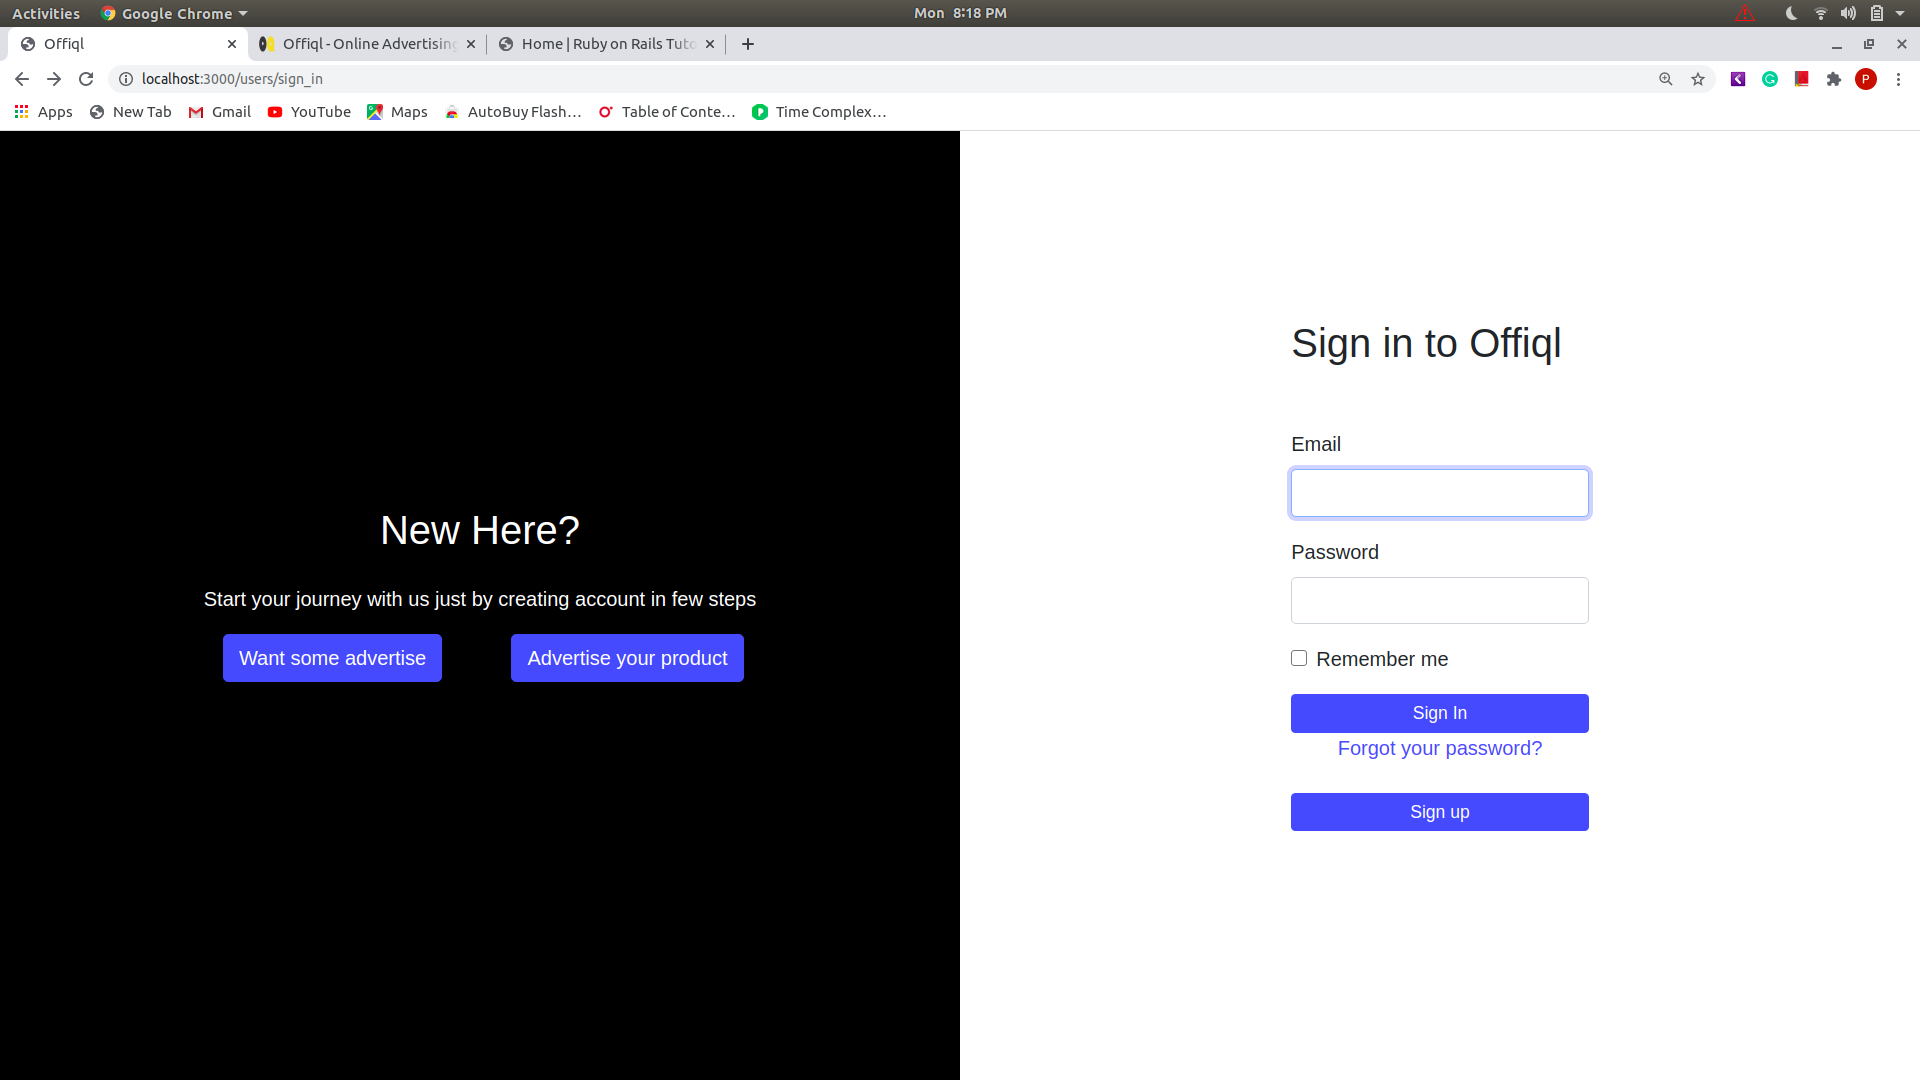 Activities Google Chrome Mon 8:18 PM
Offiql Offiql - Online Advertising Home | Ruby on Rails Tuto
localhost:3000/users/sign_in P
Apps New Tab Gmail YouTube Maps AutoBuy Flash... Table of Conte... Time Complex...
New Here?
Start your journey with us just by creating account in few steps
Want some advertise Advertise your product
Sign in to Offiql
Email
Password
Remember me
Sign In
Forgot your password?
Sign up